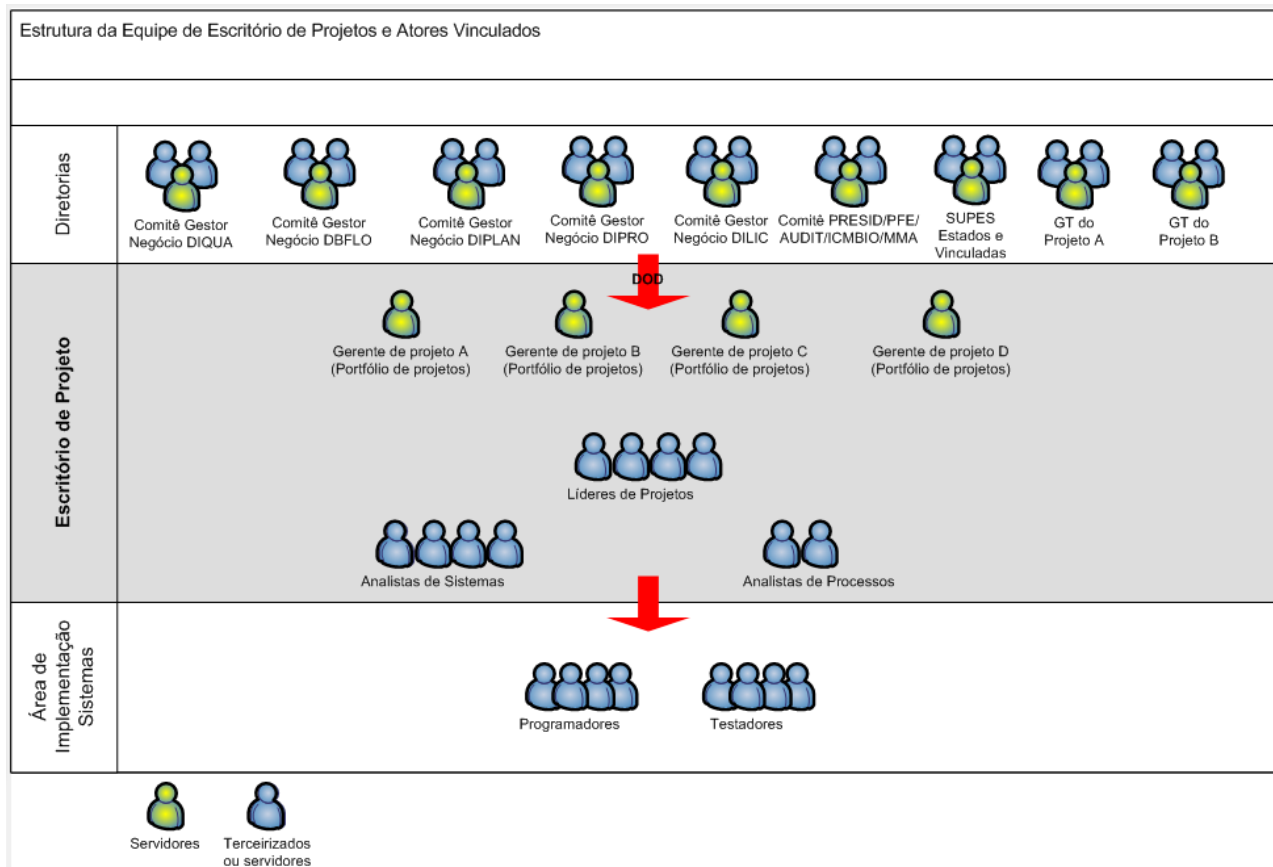 Estrutura da Equipe de Escritório de Projetos e Atores Vinculados
Diretorias
Comitê Gestor
Negócio DIQUA
Comitê Gestor
Negócio DBFLO
Comitê Gestor
Negócio DIPLAN
Comitê Gestor
Negócio DIPRO
Comitê Gestor
Negócio DILIC
Comitê PRESID/PFE/
AUDIT/ICMBIO/MMA
SUPES
Estados e
Vinculadas
GT do
Projeto A
GT do
Projeto B
DOD
Escritório de Projeto
Gerente de projeto A
(Portfólio de projetos)
Gerente de projeto B
(Portfólio de projetos)
Gerente de projeto C
(Portfólio de projetos)
Gerente de projeto D
(Portfólio de projetos)
Líderes de Projetos
Analistas de Sistemas
Analistas de Processos
Área de
Implementação
Sistemas
Programadores
Testadores
Servidores
Terceirizados
ou servidores